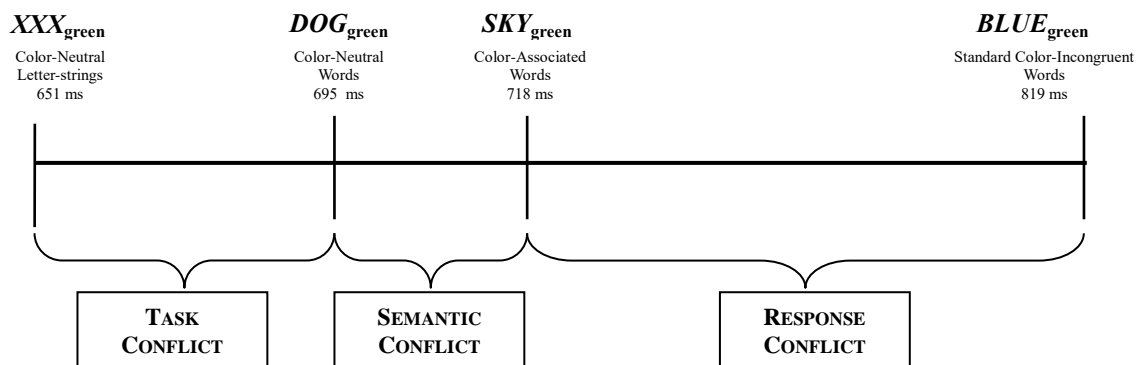 XXXgreen
Color-Neutral
Letter-strings
651 ms
DOGgreen
Color-Neutral
Words
695 ms
SKYgreen
Color-Associated
Words
718 ms
BLUEgreen
Standard Color-Incongruent
Words
819 ms
TASK
CONFLICT
SEMANTIC
CONFLICT
RESPONSE
CONFLICT